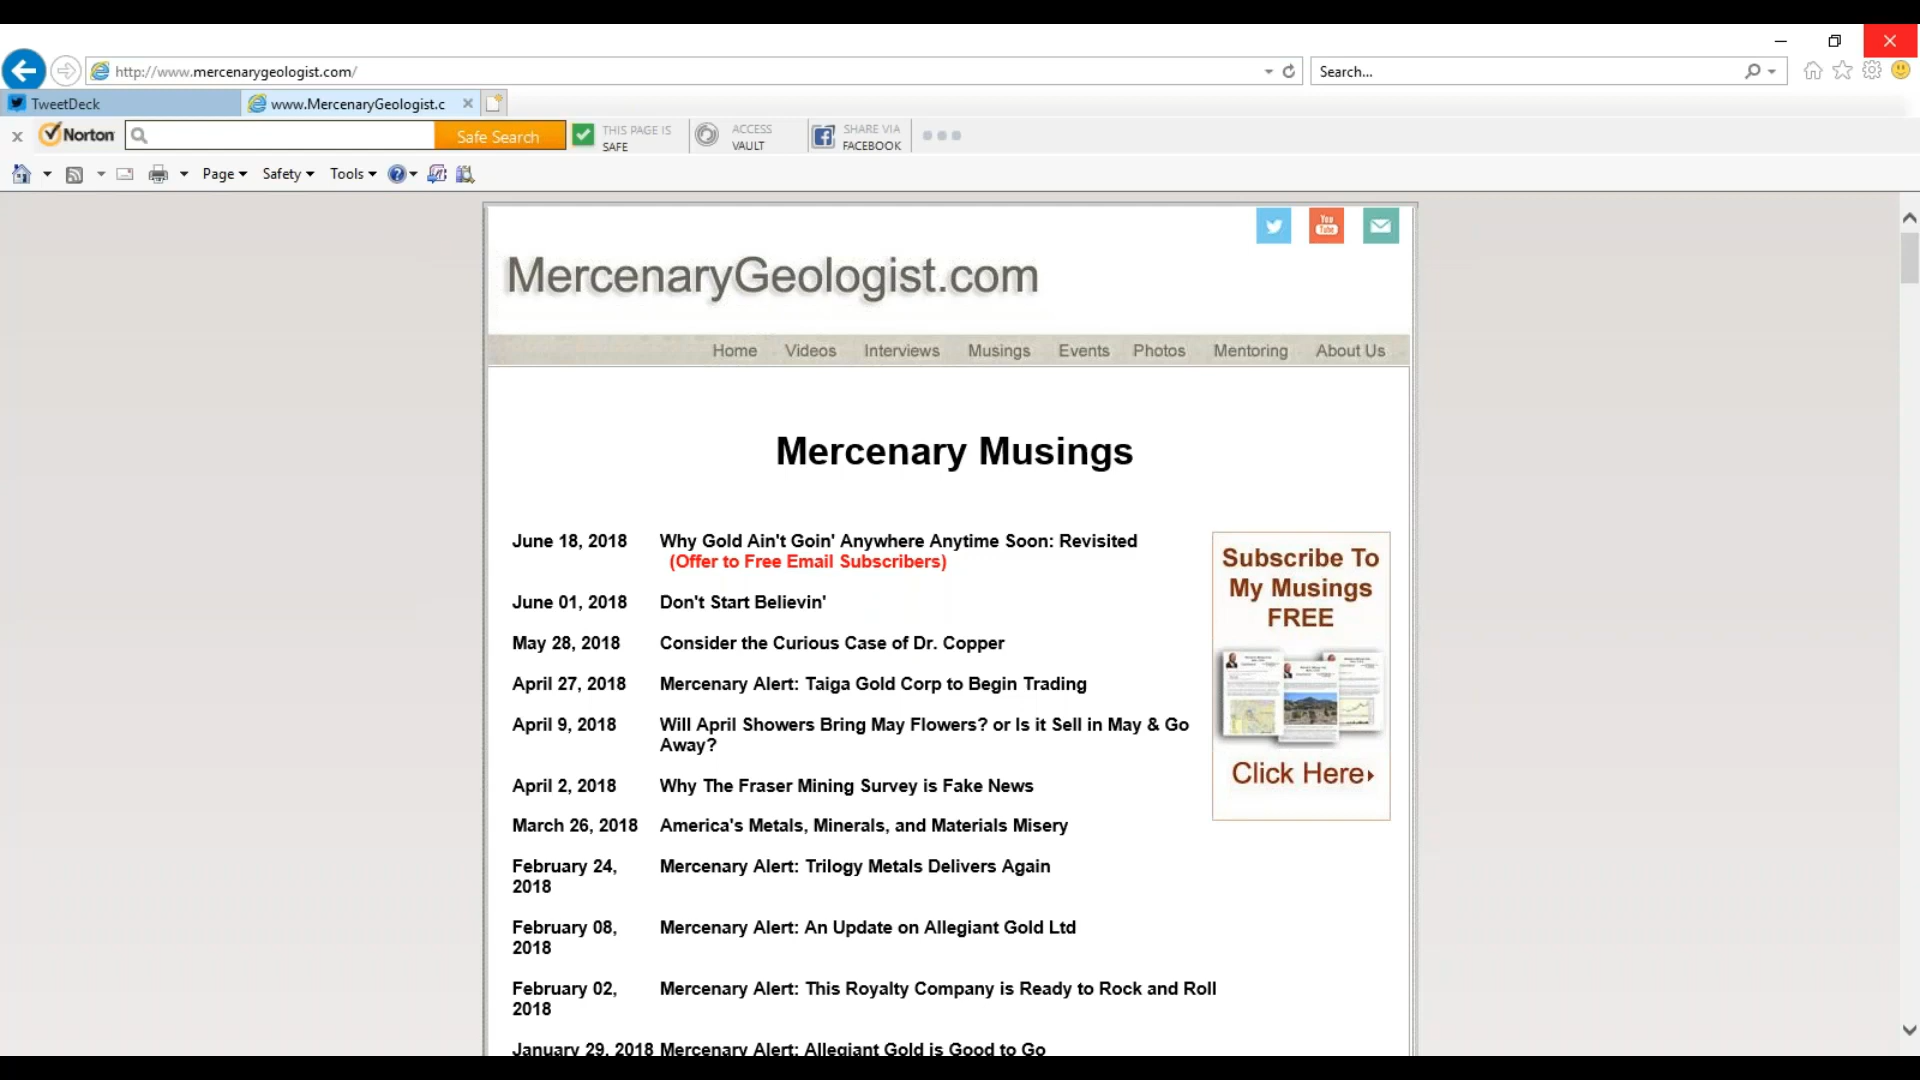 http://www.mercenarygeologist.com/
Search...
TweetDeck
www.MercenaryGeologist.c
Norton
Safe Search
THIS PAGE IS
SAFE
ACCESS
VAULT
SHARE VIA
FACEBOOK
Page
Safety
Tools
You
Tube
MercenaryGeologist.com
Home Videos Interviews Musings Events Photos Mentoring About Us
Mercenary Musings
June 18, 2018 Why Gold Ain't Goin' Anywhere Anytime Soon: Revisited
(Offer to Free Email Subscribers)
June 01, 2018 Don't Start Believin'
May 28, 2018 Consider the Curious Case of Dr. Copper
April 27, 2018 Mercenary Alert: Taiga Gold Corp to Begin Trading
April 9, 2018 Will April Showers Bring May Flowers? or Is it Sell in May & Go
Away?
April 2, 2018 Why The Fraser Mining Survey is Fake News
March 26, 2018 America's Metals, Minerals, and Materials Misery
February 24, Mercenary Alert: Trilogy Metals Delivers Again
2018
February 08, Mercenary Alert: An Update on Allegiant Gold Ltd
2018
February 02, Mercenary Alert: This Royalty Company is Ready to Rock and Roll
2018
January 29, 2018 Mercenary Alert: Allegiant Gold is Good to Go
Subscribe To
My Musings
FREE
Click Here